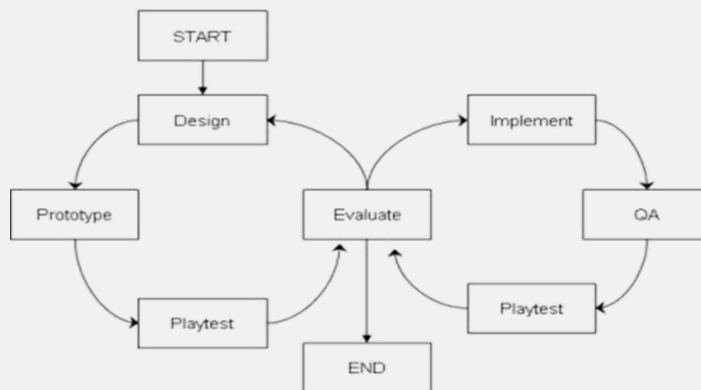 START
Design
Implement
Prototype
Evaluate
QA
Playtest
Playtest
END